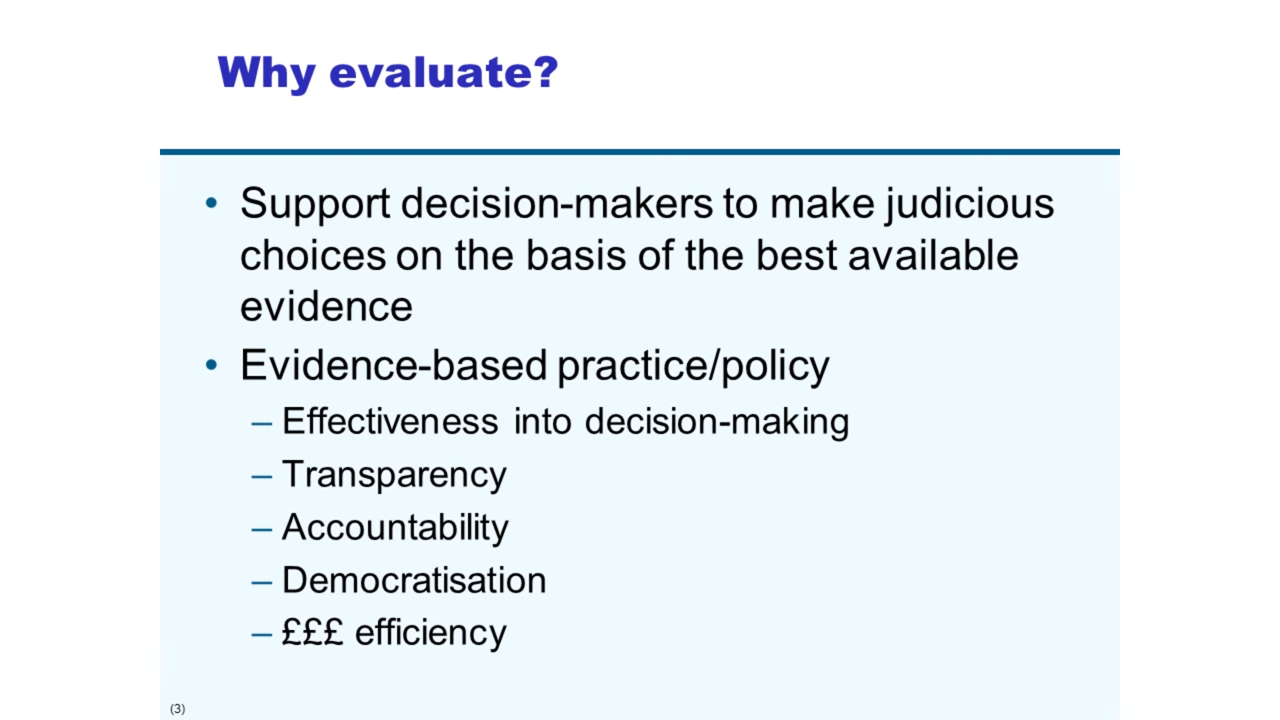 Why evaluate?
• Support decision-makers to make judicious
choices on the basis of the best available
evidence
• Evidence-based practice/policy
– Effectiveness into decision-making
– Transparency
– Accountability
– Democratisation
– £££ efficiency
(3)